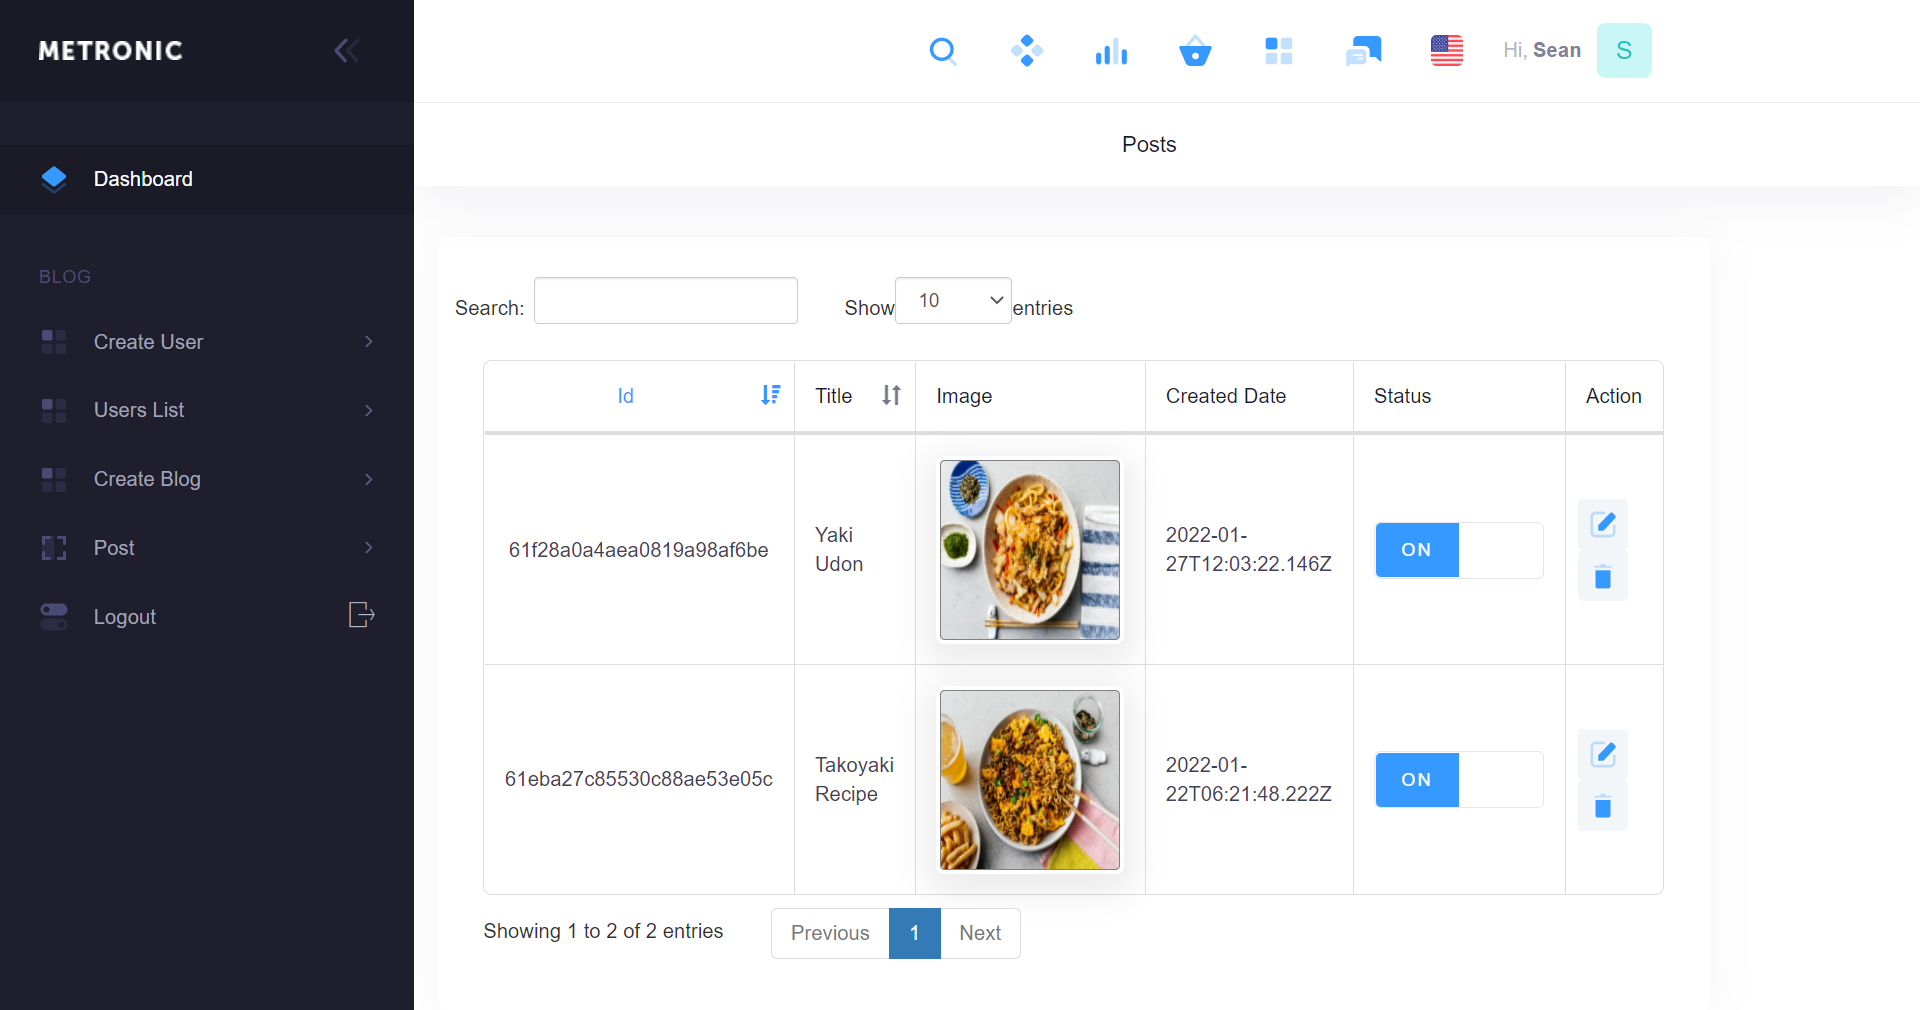 METRONIC
Hi, Sean
S
Posts
Dashboard
BLOG
Create User
Users List
Create Blog
Post
Logout
Search:
Show 10 entries
Id Title Image Created Date Status Action
61f28a0a4aea0819a98af6be
Yaki
Udon
2022-01-
27T12:03:22.146Z
ON
61eba27c85530c88ae53e05c
Takoyaki
Recipe
2022-01-
22T06:21:48.222Z
ON
Showing 1 to 2 of 2 entries
Previous 1 Next